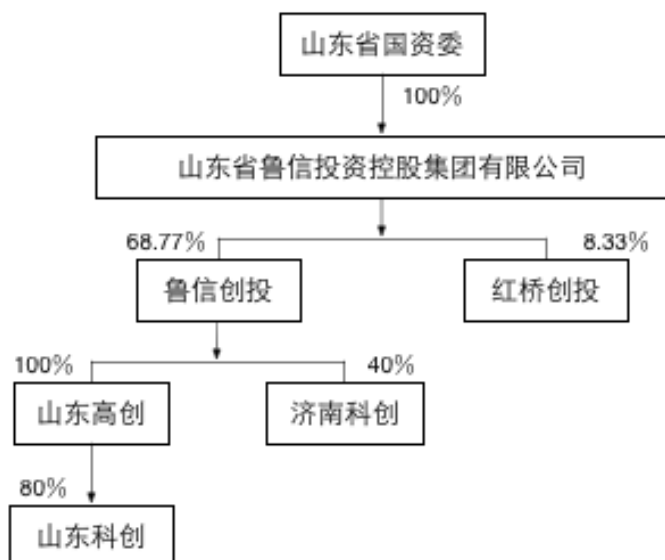 山东省国资委
100%
山东省鲁信投资控股集团有限公司
68.77%
8.33%
鲁信创投
红桥创投
100%
40%
山东高创
济南科创
80%
山东科创